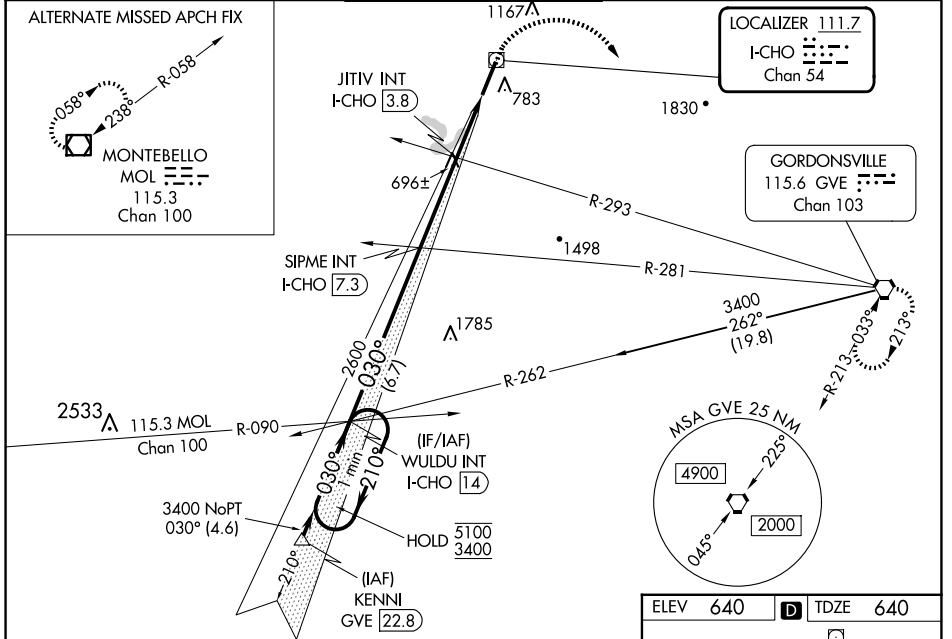 ALTERNATE MISSED APCH FIX
R-058
058°
238°
MONTEBELLO
MOL
115.3
Chan 100
1167
JITIV INT
I-CHO 3.8
783
LOCALIZER 111.7
I-CHO
Chan 54
1830
GORDONSVILLE
115.6 GVE
Chan 103
696±
R-293
1498
SIPME INT
I-CHO 7.3
R-281
3400
262°
(19.8)
1785
2600
030°
(6.7)
R-262
R-213
033°
213°
2533
115.3 MOL
Chan 100
R-090
(IF/IAF)
WULDU INT
I-CHO 14
030°
1 min
210°
3400 NoPT
030° (4.6)
HOLD 5100
3400
210°
(IAF)
KENNI
GVE 22.8
MSA GVE 25 NM
225°
4900
2000
045°
ELEV 640 D TDZE 640